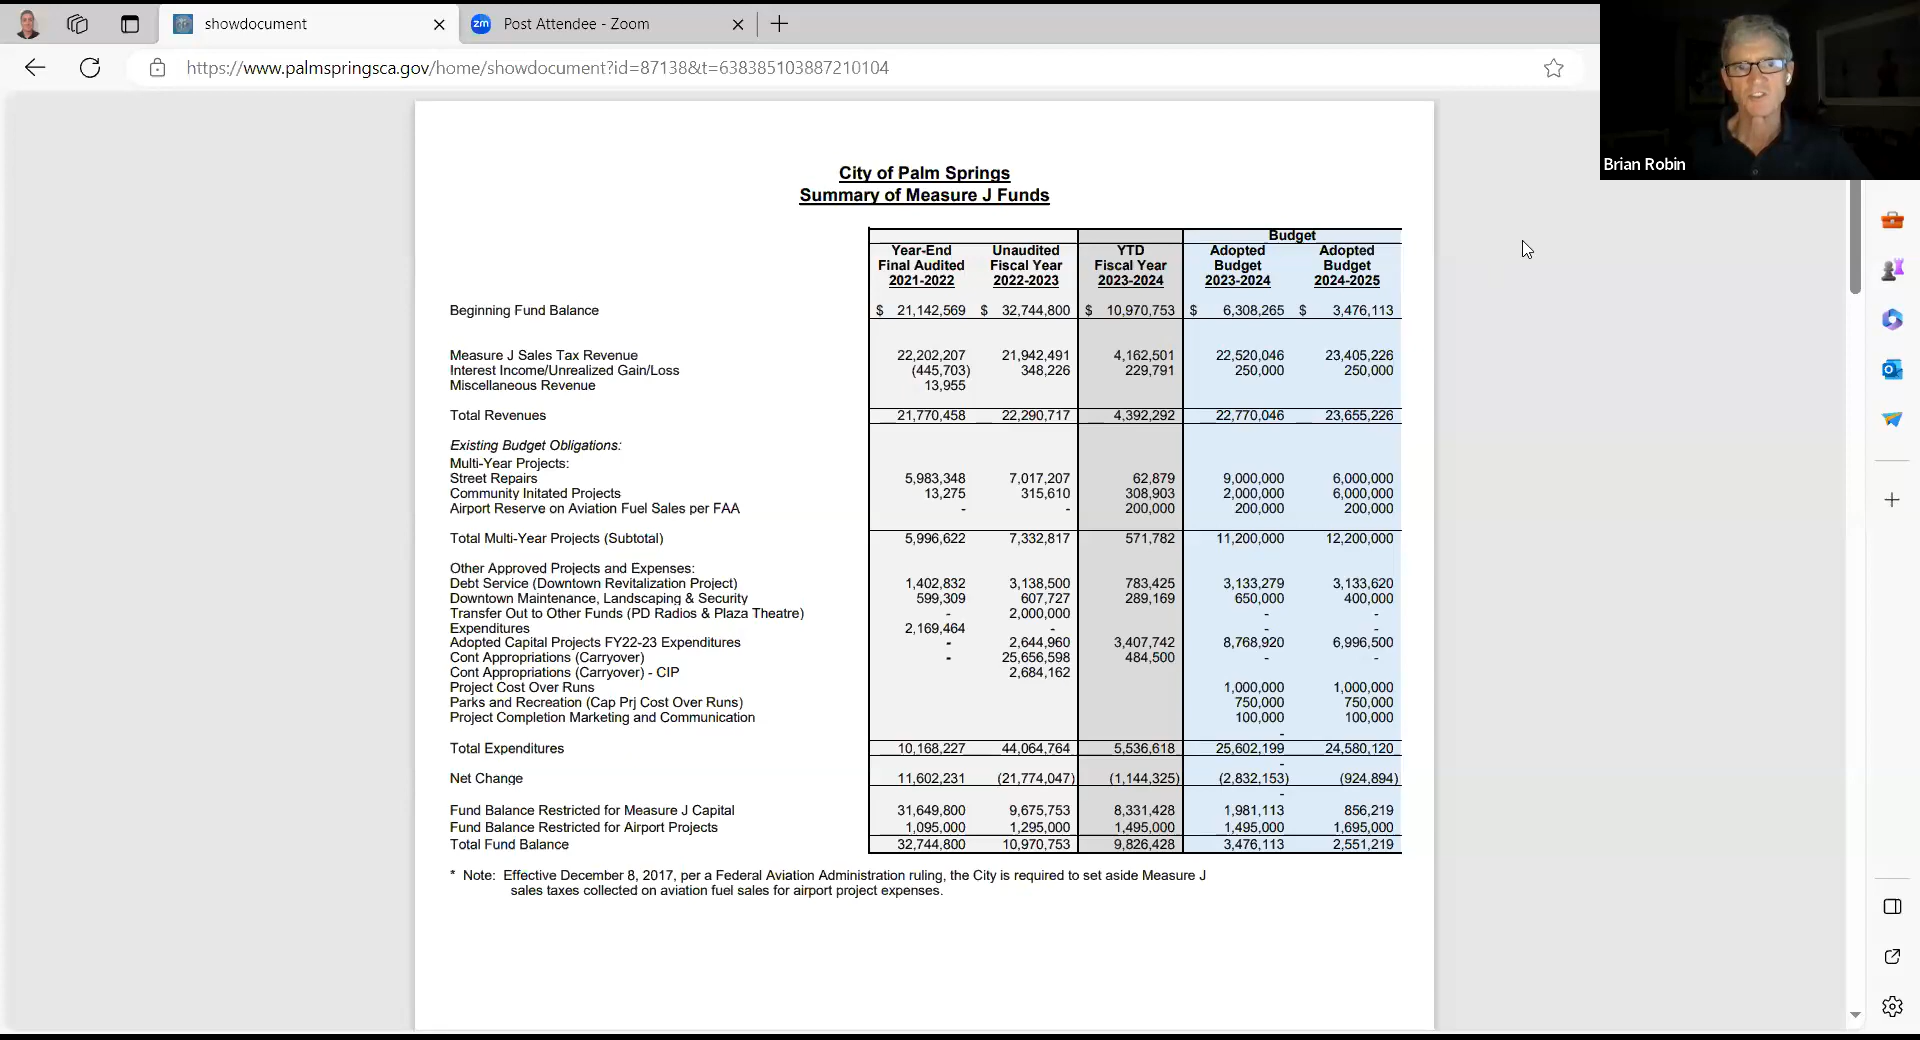 showdocument
zm Post Attendee - Zoom
https://www.palmspringsca.gov/home/showdocument?id=87138&t=638385103887210104
Brian Robin
City of Palm Springs
Summary of Measure J Funds
Budget
Year-End Unaudited YTD Adopted Adopted
Final Audited Fiscal Year Fiscal Year Budget Budget
2021-2022 2022-2023 2023-2024 2023-2024 2024-2025
Beginning Fund Balance $ 21,142,569 $ 32,744,800 $ 10,970,753 $ 6,308,265 $ 3,476,113
Measure J Sales Tax Revenue 22,202,207 21,942,491 4,162,501 22,520,046 23,405,226
Interest Income/Unrealized Gain/Loss (445,703) 348,226 229,791 250,000 250,000
Miscellaneous Revenue 13,955
Total Revenues 21,770,458 22,290,717 4,392,292 22,770,046 23,655,226
Existing Budget Obligations:
Multi-Year Projects:
Street Repairs 5,983,348 7,017,207 62,879 9,000,000 6,000,000
Community Initated Projects 13,275 315,610 308,903 2,000,000 6,000,000
Airport Reserve on Aviation Fuel Sales per FAA - - 200,000 200,000 200,000
Total Multi-Year Projects (Subtotal) 5,996,622 7,332,817 571,782 11,200,000 12,200,000
Other Approved Projects and Expenses:
Debt Service (Downtown Revitalization Project) 1,402,832 3,138,500 783,425 3,133,279 3,133,620
Downtown Maintenance, Landscaping & Security 599,309 607,727 289,169 650,000 400,000
Transfer Out to Other Funds (PD Radios & Plaza Theatre) - 2,000,000 - -
Expenditures 2,169,464 - - -
Adopted Capital Projects FY22-23 Expenditures - 2,644,960 3,407,742 8,768,920 6,996,500
Cont Appropriations (Carryover) - 25,656,598 484,500 - -
Cont Appropriations (Carryover) - CIP 2,684,162
Project Cost Over Runs 1,000,000 1,000,000
Parks and Recreation (Cap Prj Cost Over Runs) 750,000 750,000
Project Completion Marketing and Communication 100,000 100,000
-
Total Expenditures 10,168,227 44,064,764 5,536,618 25,602,199 24,580,120
-
Net Change 11,602,231 (21,774,047) (1,144,325) (2,832,153) (924,894)
-
Fund Balance Restricted for Measure J Capital 31,649,800 9,675,753 8,331,428 1,981,113 856,219
Fund Balance Restricted for Airport Projects 1,095,000 1,295,000 1,495,000 1,495,000 1,695,000
Total Fund Balance 32,744,800 10,970,753 9,826,428 3,476,113 2,551,219
* Note: Effective December 8, 2017, per a Federal Aviation Administration ruling, the City is required to set aside Measure J
sales taxes collected on aviation fuel sales for airport project expenses.